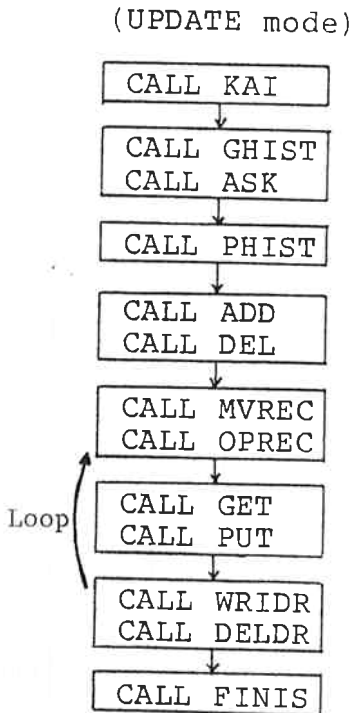 (UPDATE mode)
CALL KAI
CALL GHIST
CALL ASK
CALL PHIST
CALL ADD
CALL DEL
CALL MVREC
CALL OPREC
Loop
CALL GET
CALL PUT
CALL WRIDR
CALL DELDR
CALL FINIS